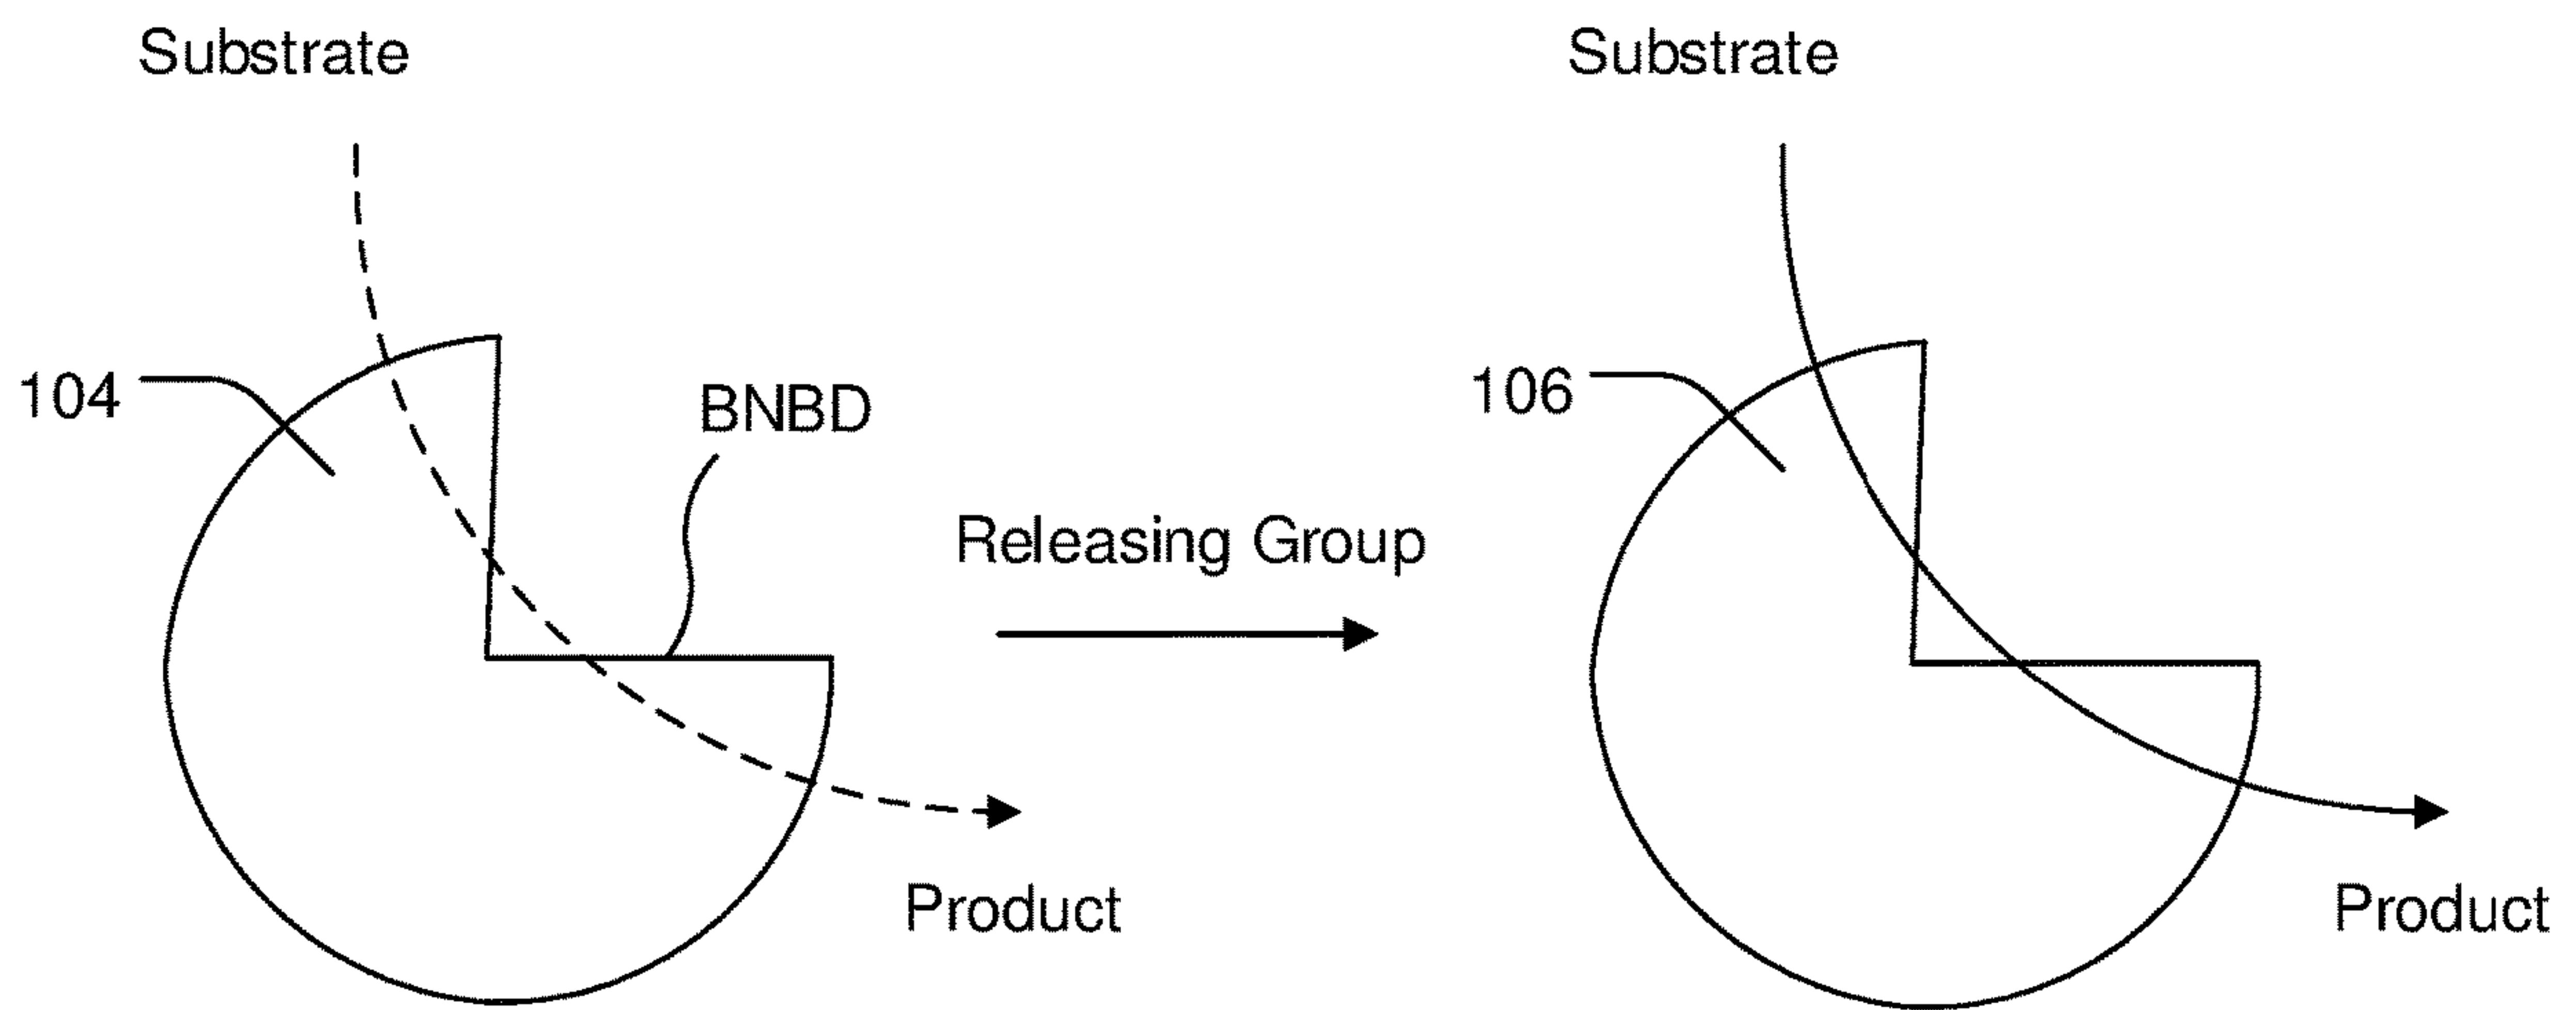 Substrate
Substrate
104
BNBD
106
Releasing Group
Product
Product